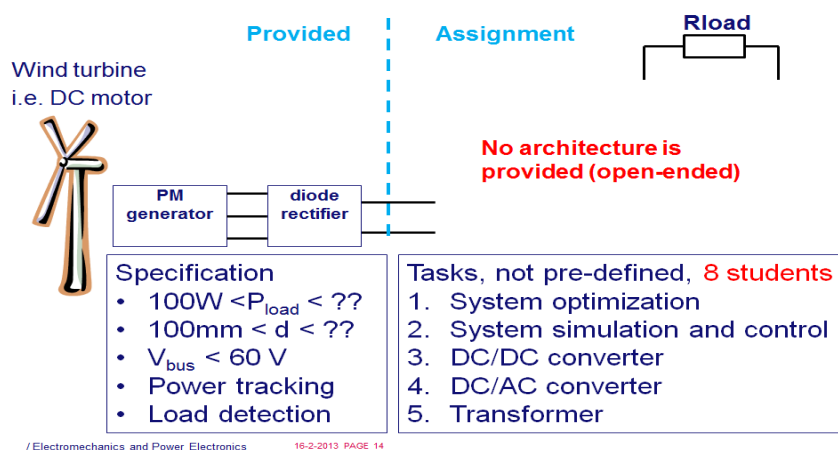 Provided
Assignment
Rload
Wind turbine
i.e. DC motor
No architecture is
provided (open-ended)
PM
generator
diode
rectifier
Specification
• 100W <Pload < ??
• 100mm < d < ??
• Vbus < 60 V
• Power tracking
• Load detection
Tasks, not pre-defined, 8 students
1. System optimization
2. System simulation and control
3. DC/DC converter
4. DC/AC converter
5. Transformer
/ Electromechanics and Power Electronics
16-2-2013 PAGE 14